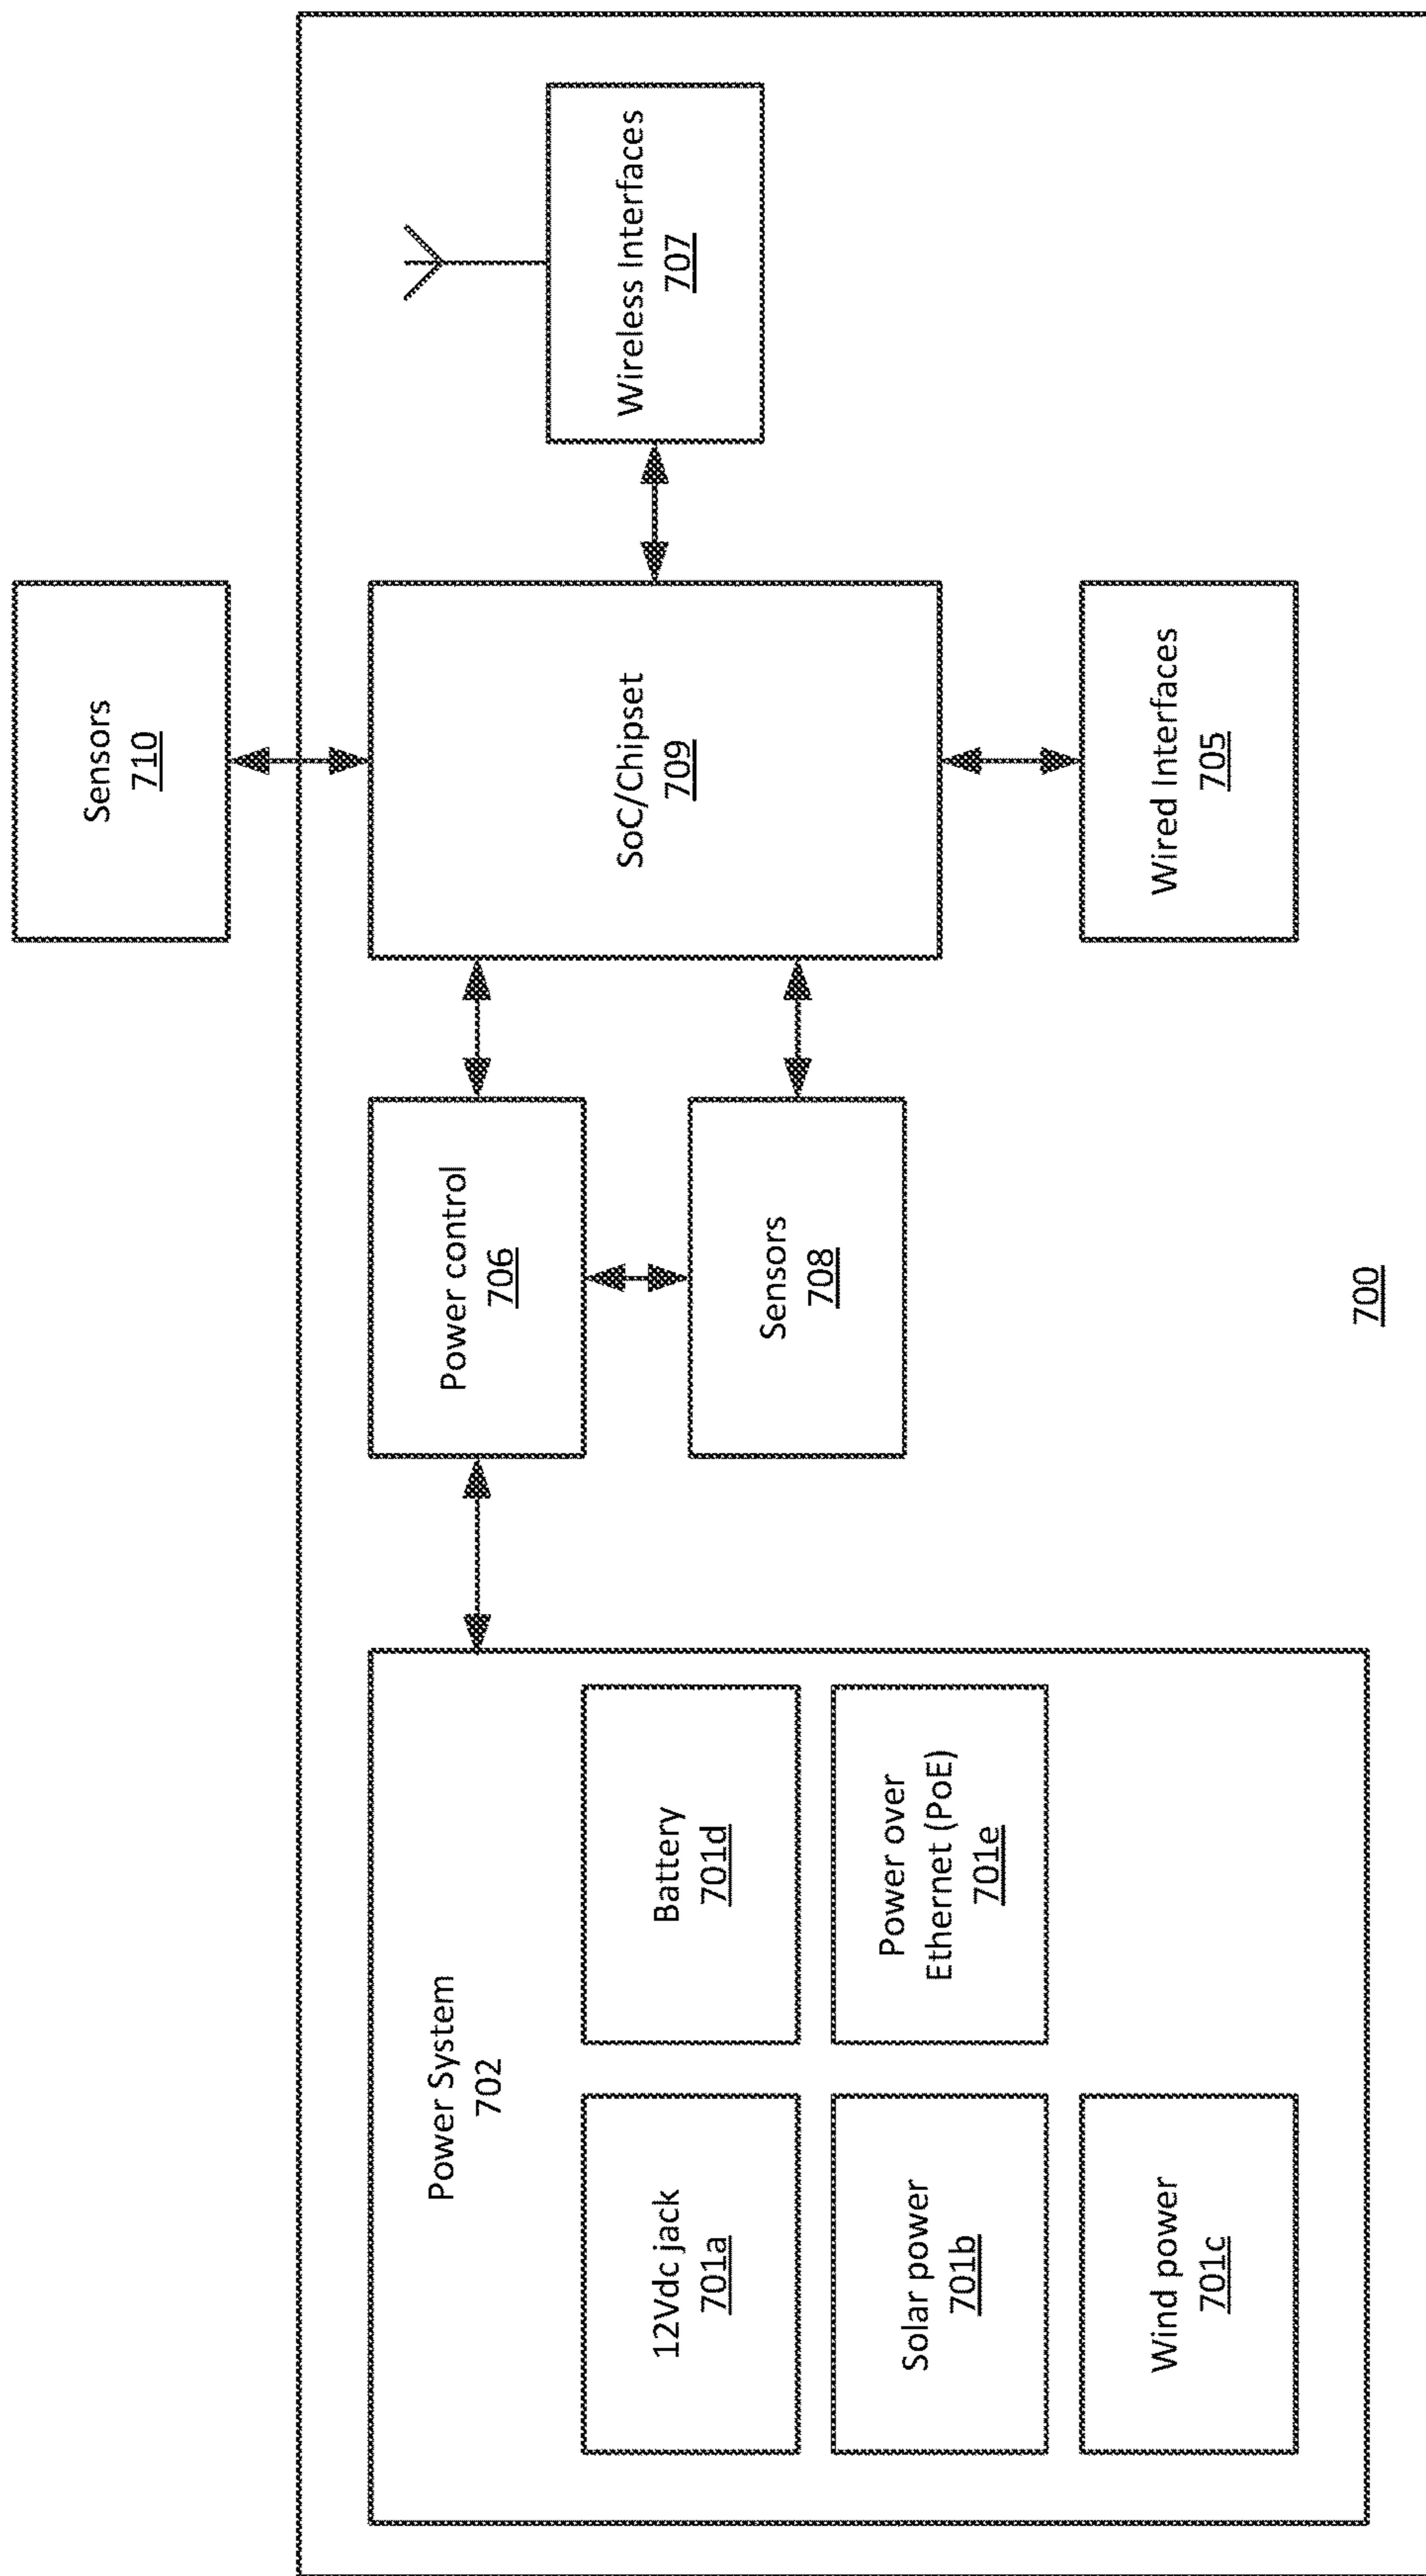 Sensors
710
Power System
702
12Vdc jack
701a
Battery
701d
Solar power
701b
Power over
Ethernet (PoE)
701e
Wind power
701c
Power control
706
Sensors
708
SoC/Chipset
709
Wireless Interfaces
707
Wired Interfaces
705
700